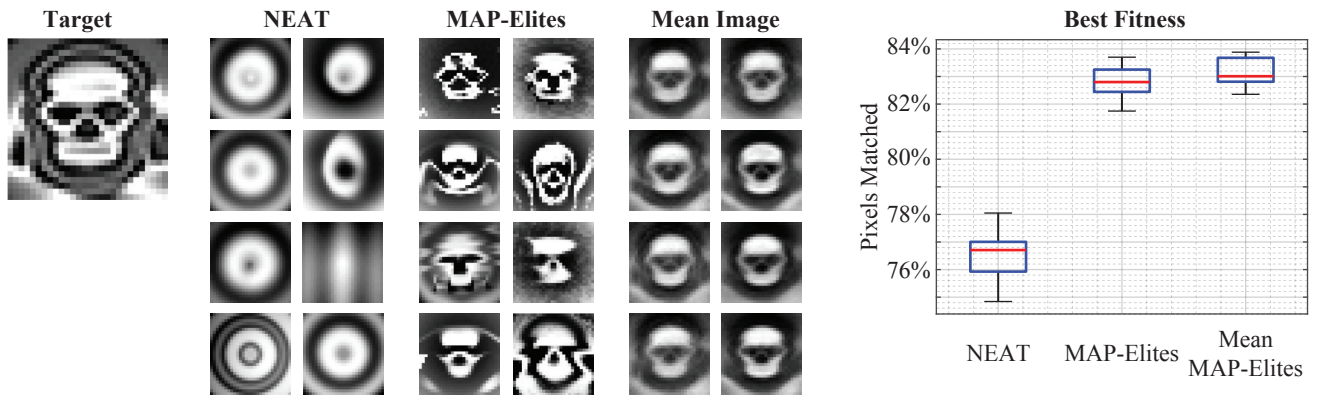 Target
NEAT
MAP-Elites
Mean Image
Best Fitness
Pixels Matched
84%
82%
80%
78%
76%
NEAT
MAP-Elites
Mean
MAP-Elites